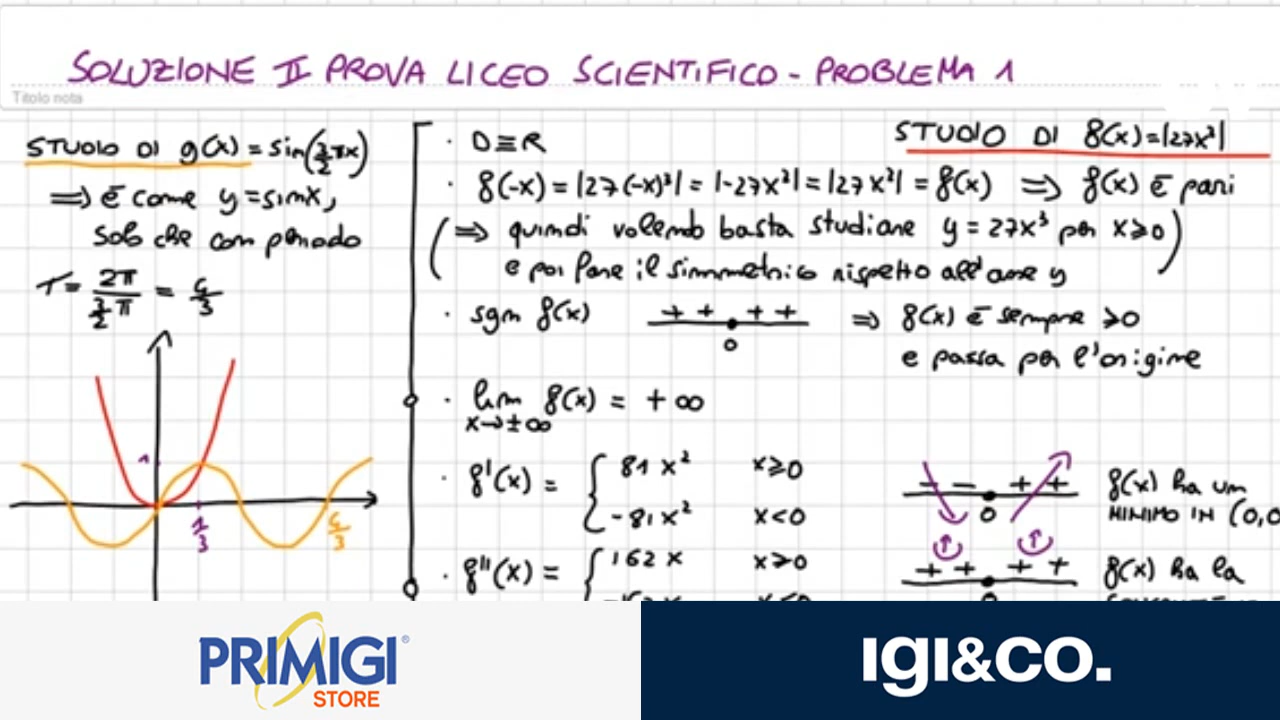 SOLUZIONE II PROVA LICEO SCIENTIFICO - PROBLEMA 1
Titolo nota
STUDIO DI g(x) = sin(3/2 πx)
⇒ è come y = sinx,
solo che con periodo
T = 2π / (3/2 π) = 4/3
1
1/3
4/3
· D≡R
STUDIO DI f(x)=|27x³|
· f(-x) = |27(-x)³| = |-27x³| = |27x³| = f(x) ⇒ f(x) è pari
(⇒ quindi volendo basta studiare y = 27x³ per x⩾0)
e poi fare il simmetrico rispetto all'asse y
· sgn f(x) + + + + ⇒ f(x) è sempre ⩾0
0
e passa per l'origine
· lim f(x) = +∞
x→±∞
· f'(x) = { 81x² x⩾0
-81x² x<0
- - + +
0
f(x) ha un
MINIMO IN (0,0
· f''(x) = { 162x x⩾0
+ + + +
f(x) ha la
PRIMIGI®
STORE
IGI&CO.